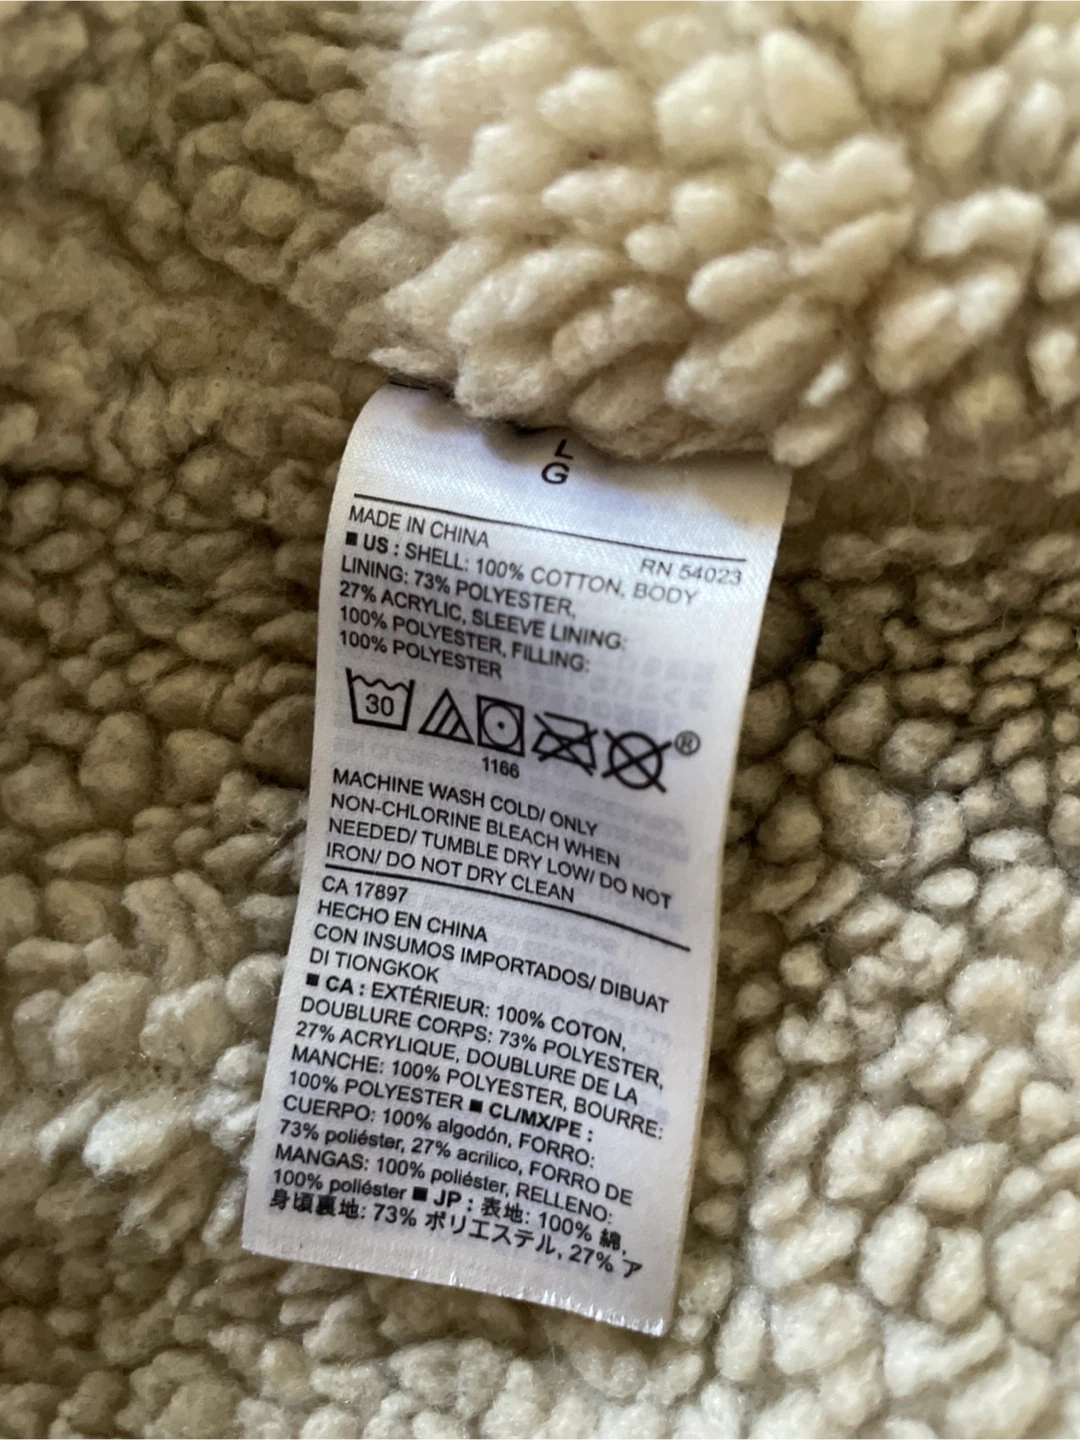 L
G
MADE IN CHINA
RN 54023
■ US : SHELL: 100% COTTON, BODY
LINING: 73% POLYESTER,
27% ACRYLIC, SLEEVE LINING:
100% POLYESTER, FILLING:
100% POLYESTER
30
®
1166
MACHINE WASH COLD/ ONLY
NON-CHLORINE BLEACH WHEN
NEEDED/ TUMBLE DRY LOW/ DO NOT
IRON/ DO NOT DRY CLEAN
CA 17897
HECHO EN CHINA
CON INSUMOS IMPORTADOS/ DIBUAT
DI TIONGKOK
■ CA : EXTÉRIEUR: 100% COTON,
DOUBLURE CORPS: 73% POLYESTER,
27% ACRYLIQUE, DOUBLURE DE LA
MANCHE: 100% POLYESTER, BOURRE:
100% POLYESTER ■ CL/MX/PE :
CUERPO: 100% algodón, FORRO:
73% poliéster, 27% acrilico, FORRO DE
MANGAS: 100% poliéster, RELLENO:
100% poliéster ■ JP : 表地: 100% 綿,
身頃裏地: 73% ポリエステル, 27% ア